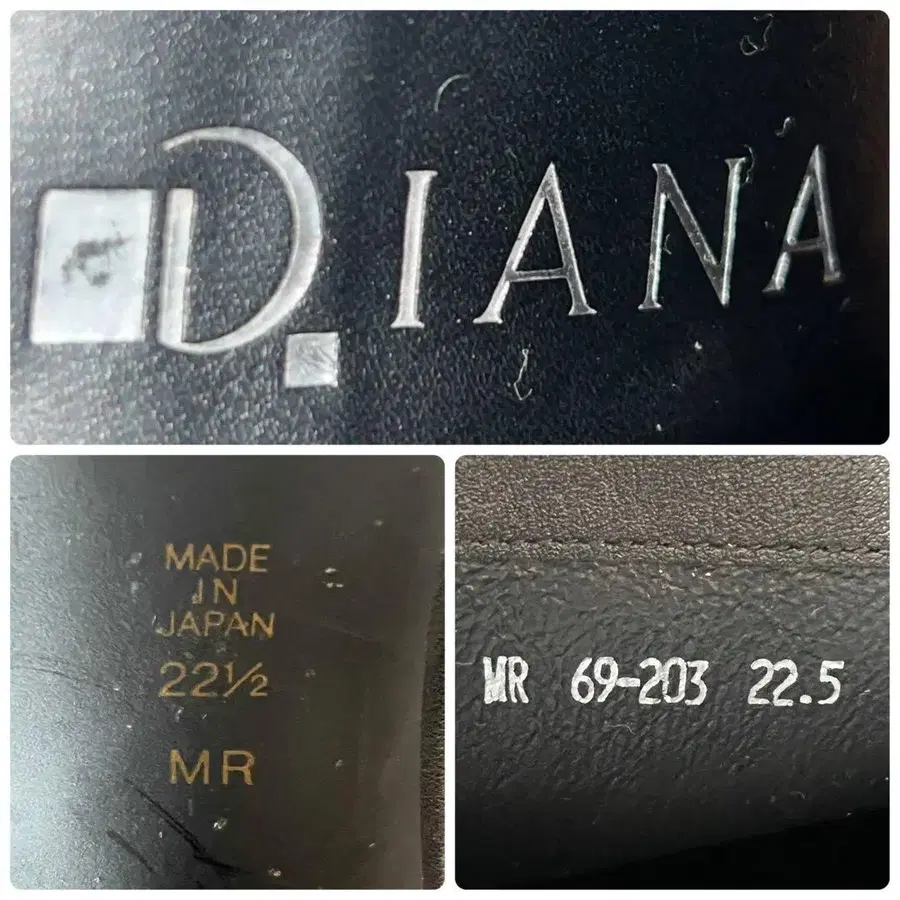 DIANA
MADE
IN
JAPAN
22½
MR
MR 69-203 22.5